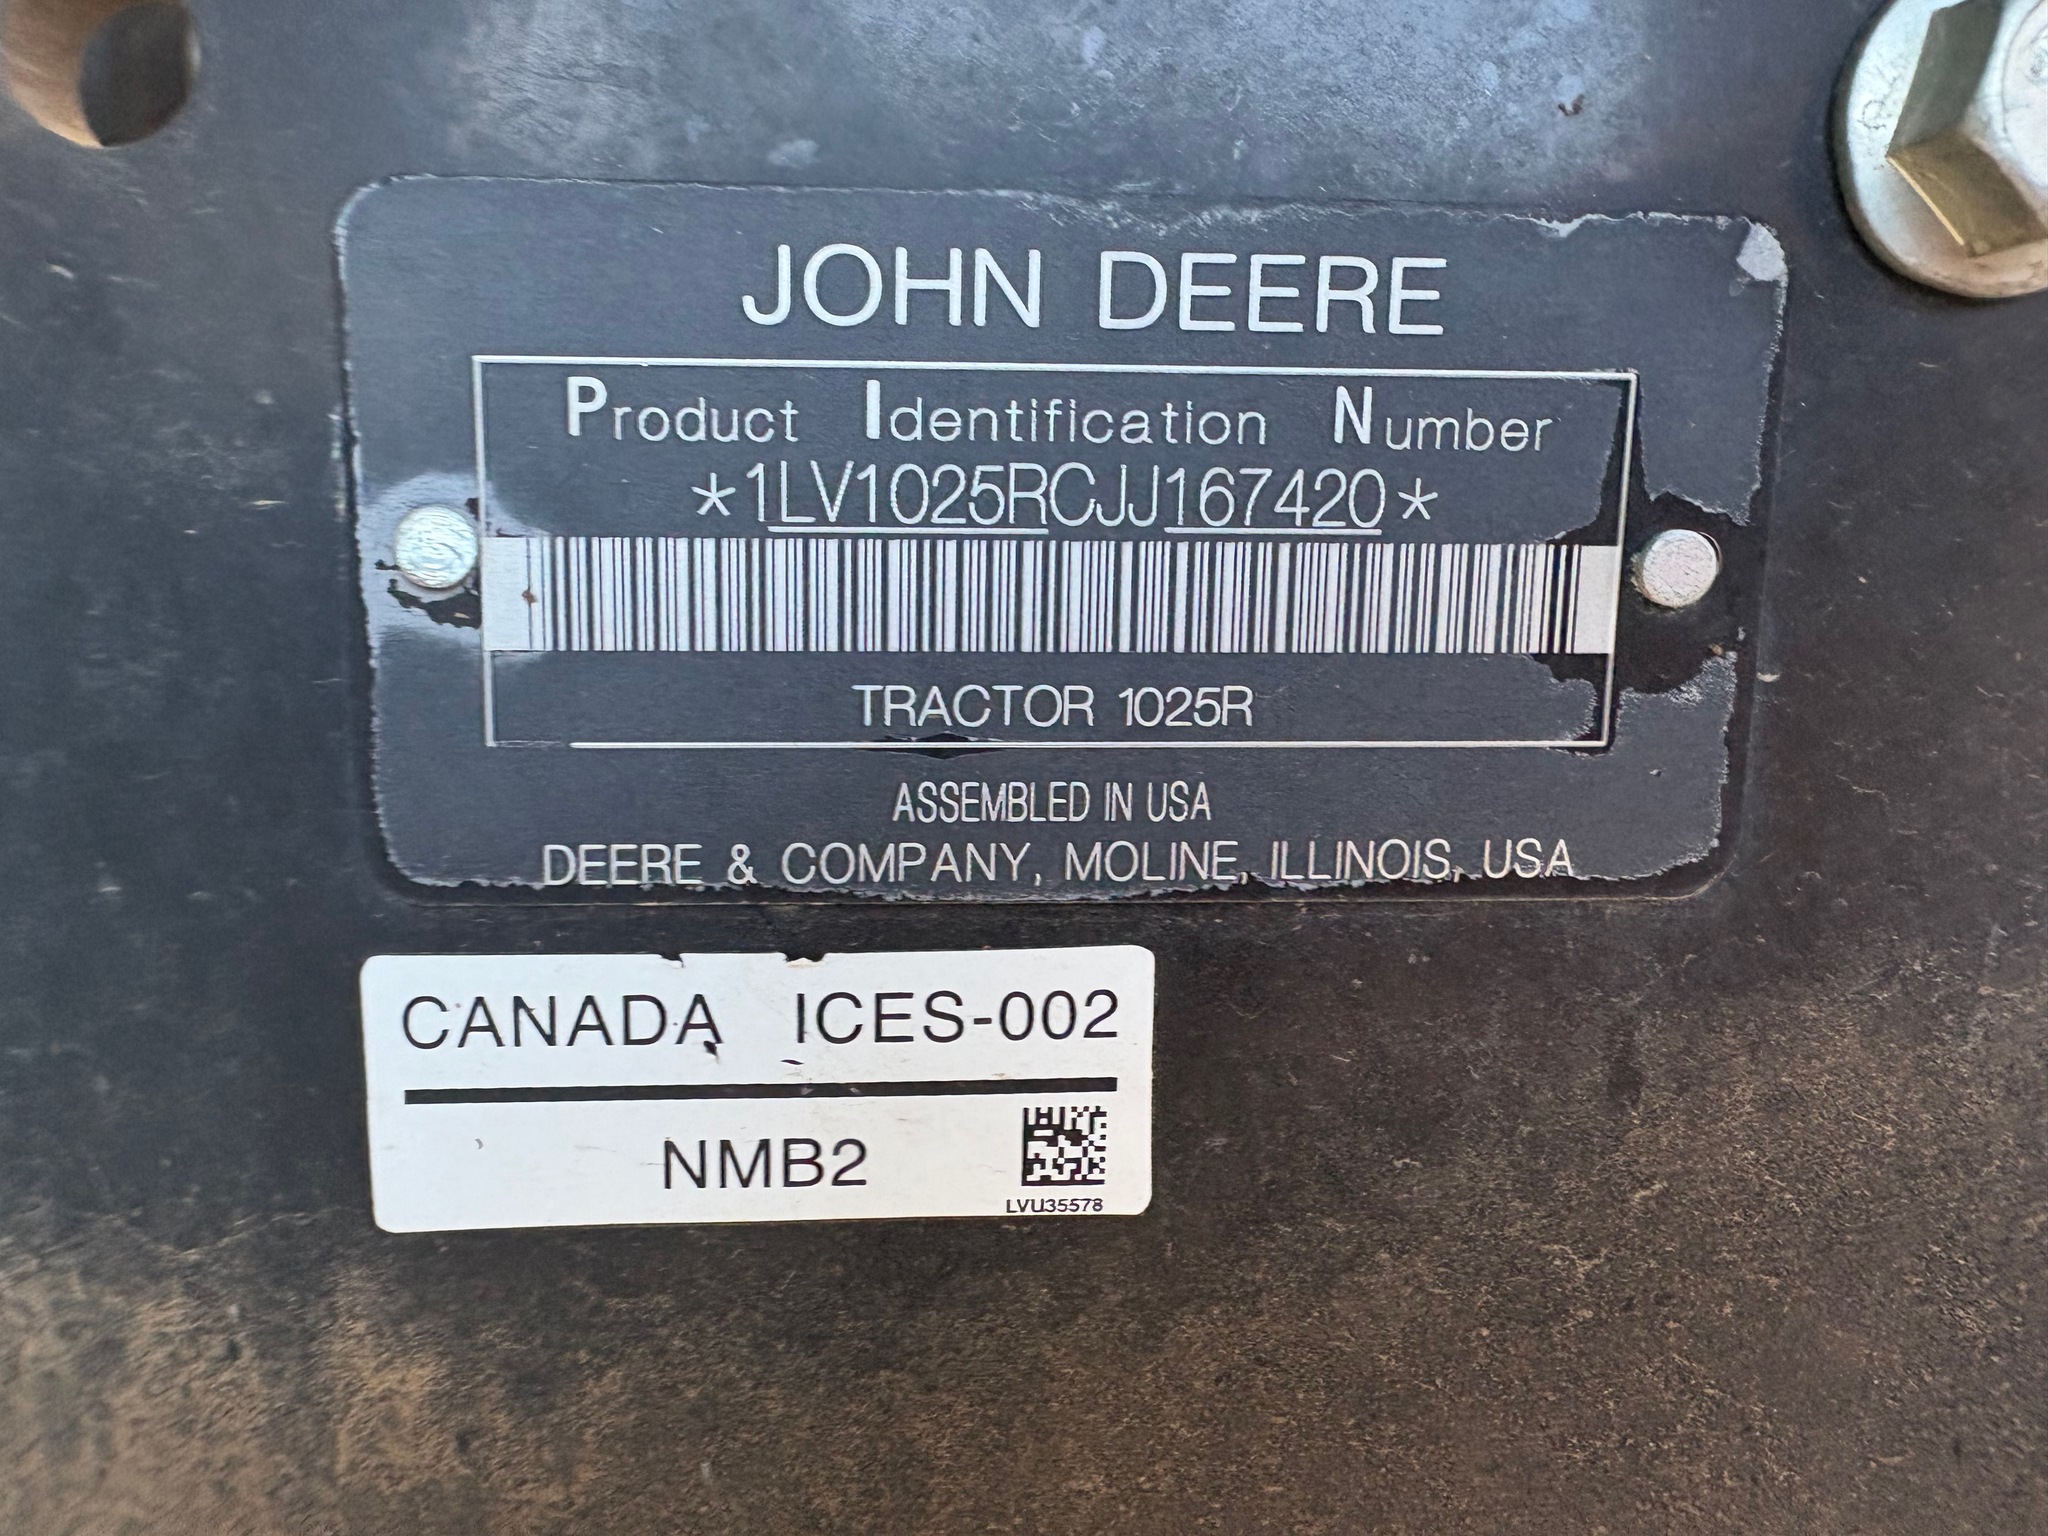 JOHN DEERE
Product Identification Number
*1LV1025RCJJ167420*
TRACTOR 1025R
ASSEMBLED IN USA
DEERE & COMPANY, MOLINE, ILLINOIS, USA
CANADA ICES-002
NMB2
LVU35578